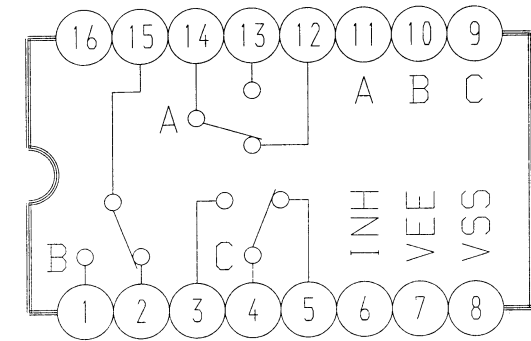 16 15 14 13 12 11 10 9
A B C
A
B C
INH VEE VSS
1 2 3 4 5 6 7 8